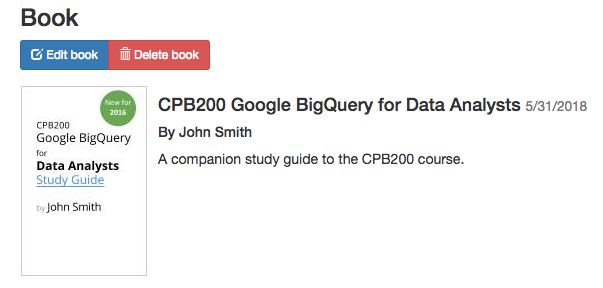 Book
Edit book
Delete book
New for
2016
CPB200
Google BigQuery
for
Data Analysts
Study Guide
by John Smith
CPB200 Google BigQuery for Data Analysts 5/31/2018
By John Smith
A companion study guide to the CPB200 course.